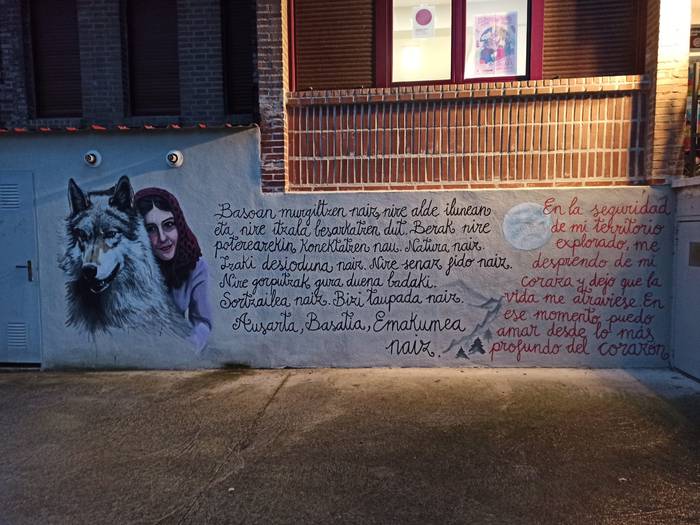 Basoan murgiltzen naiz, nire alde ilunean
eta nire itzala besarkatzen dut. Berak nire
boterearekin, konektatzen nau. Natura naiz.
Izaki desioduna naiz. Nire senaz fido naiz.
Nire gorputzak gura duena badaki.
Sortzailea naiz. Bizi taupada naiz.
Ausarta, Basatia, Emakumea
naiz.
En la seguridad
de mi territorio
explorado, me
desprendo de mi
coraza y dejo que la
vida me atraviese. En
ese momento, puedo
amar desde lo más
profundo del corazón